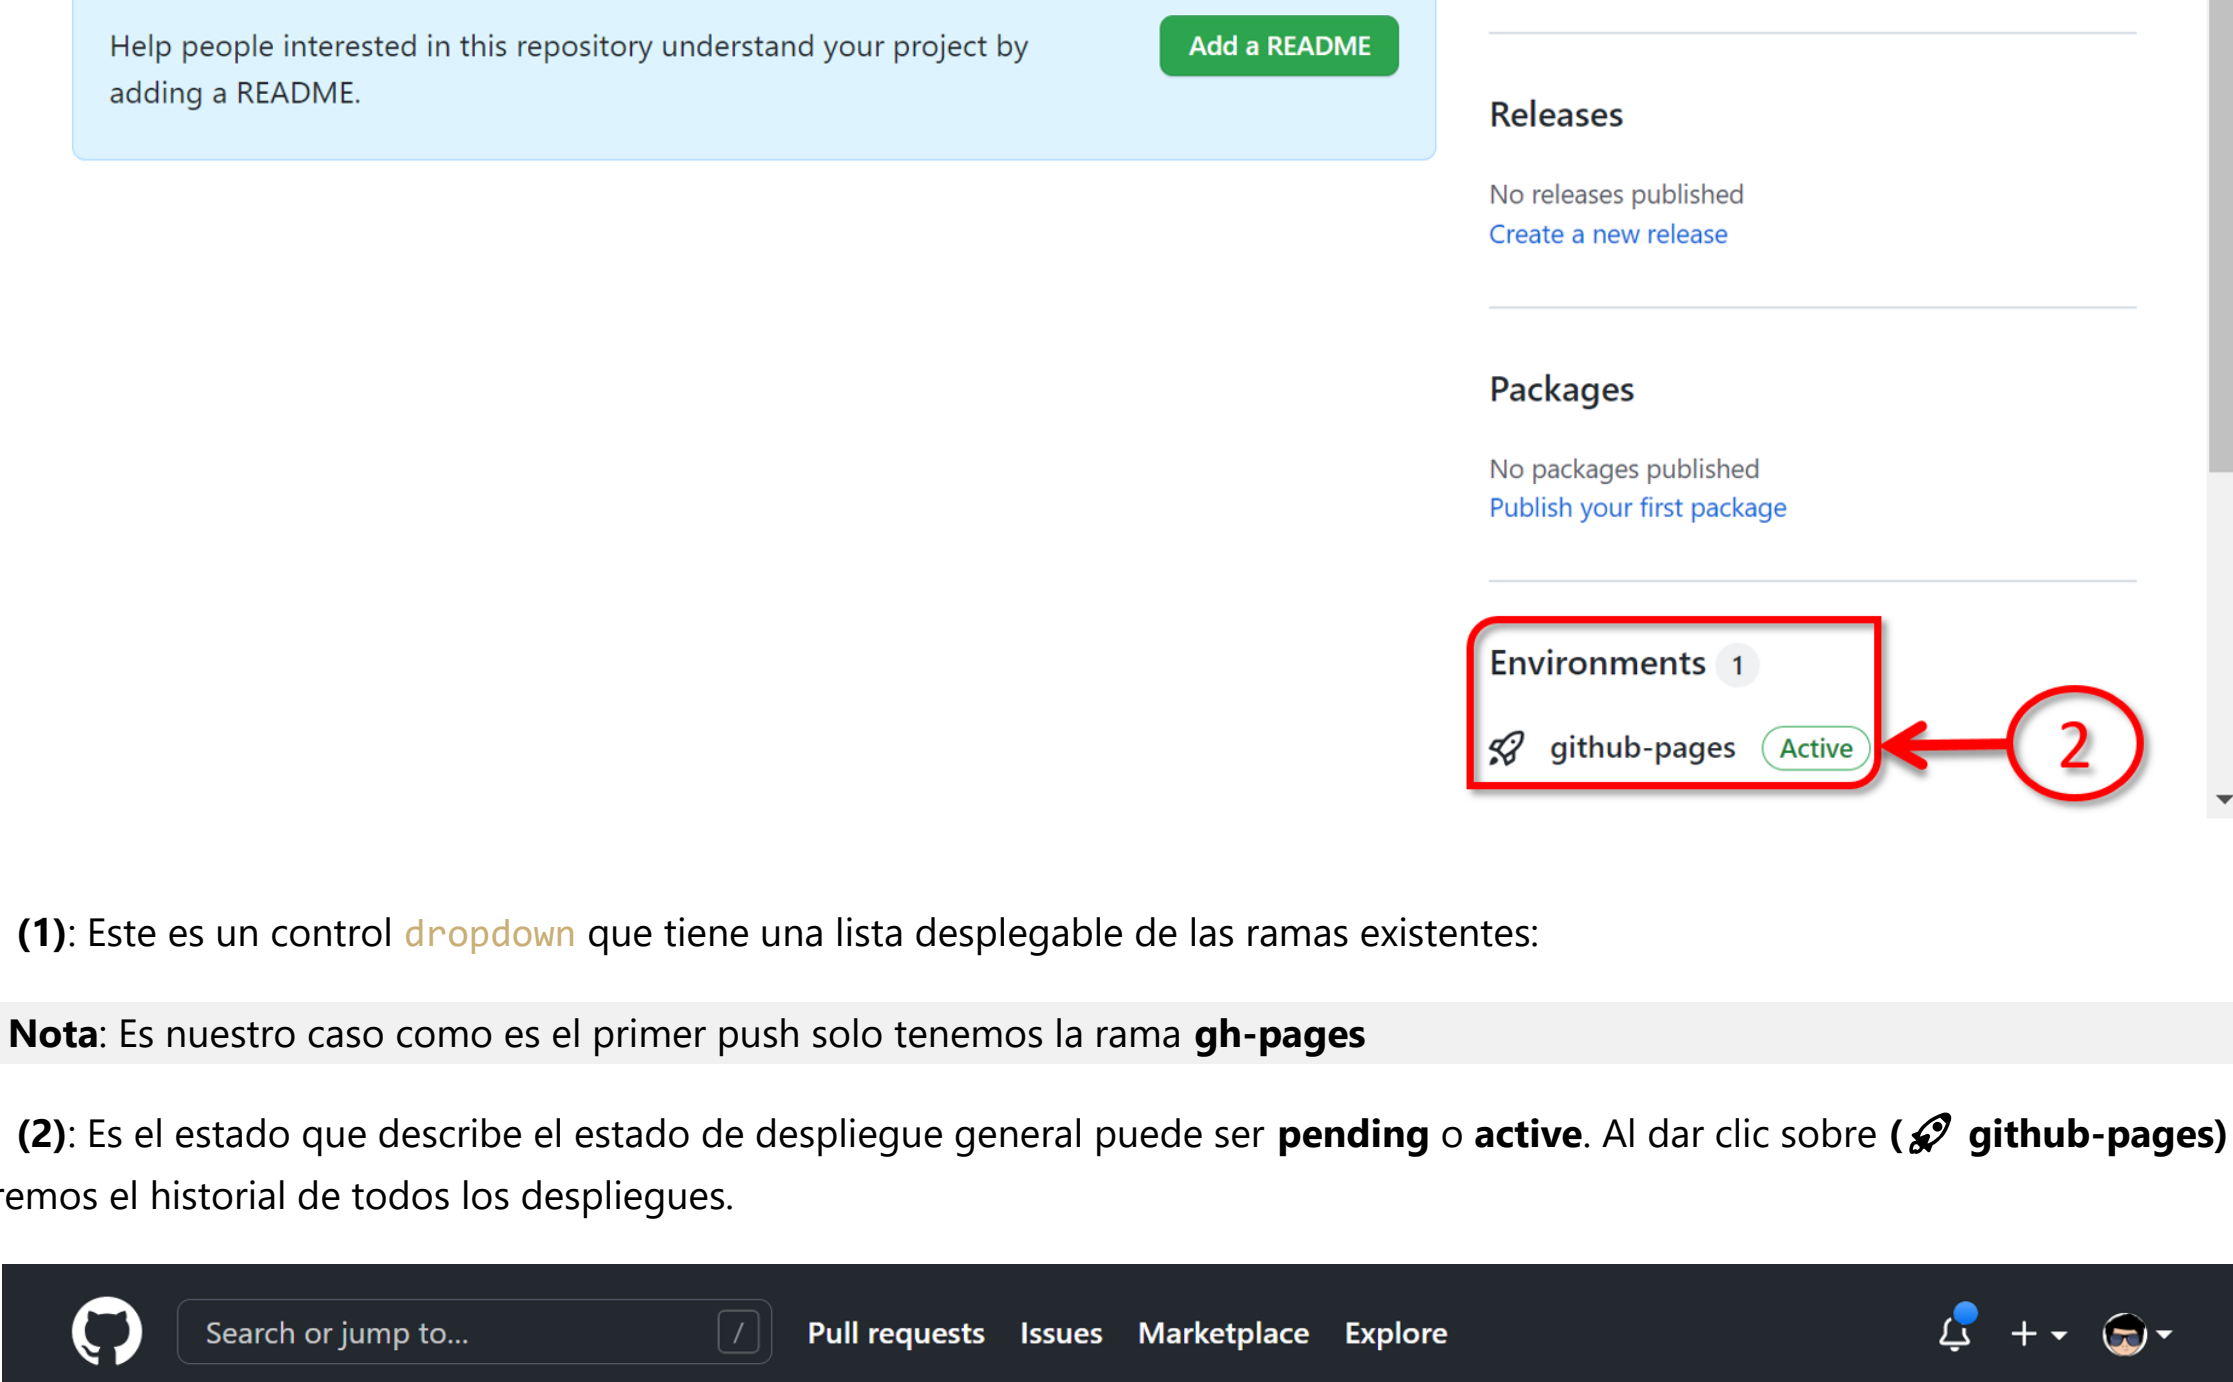 Help people interested in this repository understand your project by
adding a README.
Add a README
Releases
No releases published
Create a new release
Packages
No packages published
Publish your first package
Environments 1
github-pages Active
2
(1): Este es un control dropdown que tiene una lista desplegable de las ramas existentes:
Nota: Es nuestro caso como es el primer push solo tenemos la rama gh-pages
(2): Es el estado que describe el estado de despliegue general puede ser pending o active. Al dar clic sobre ( github-pages)
remos el historial de todos los despliegues.
Search or jump to... /
Pull requests Issues Marketplace Explore